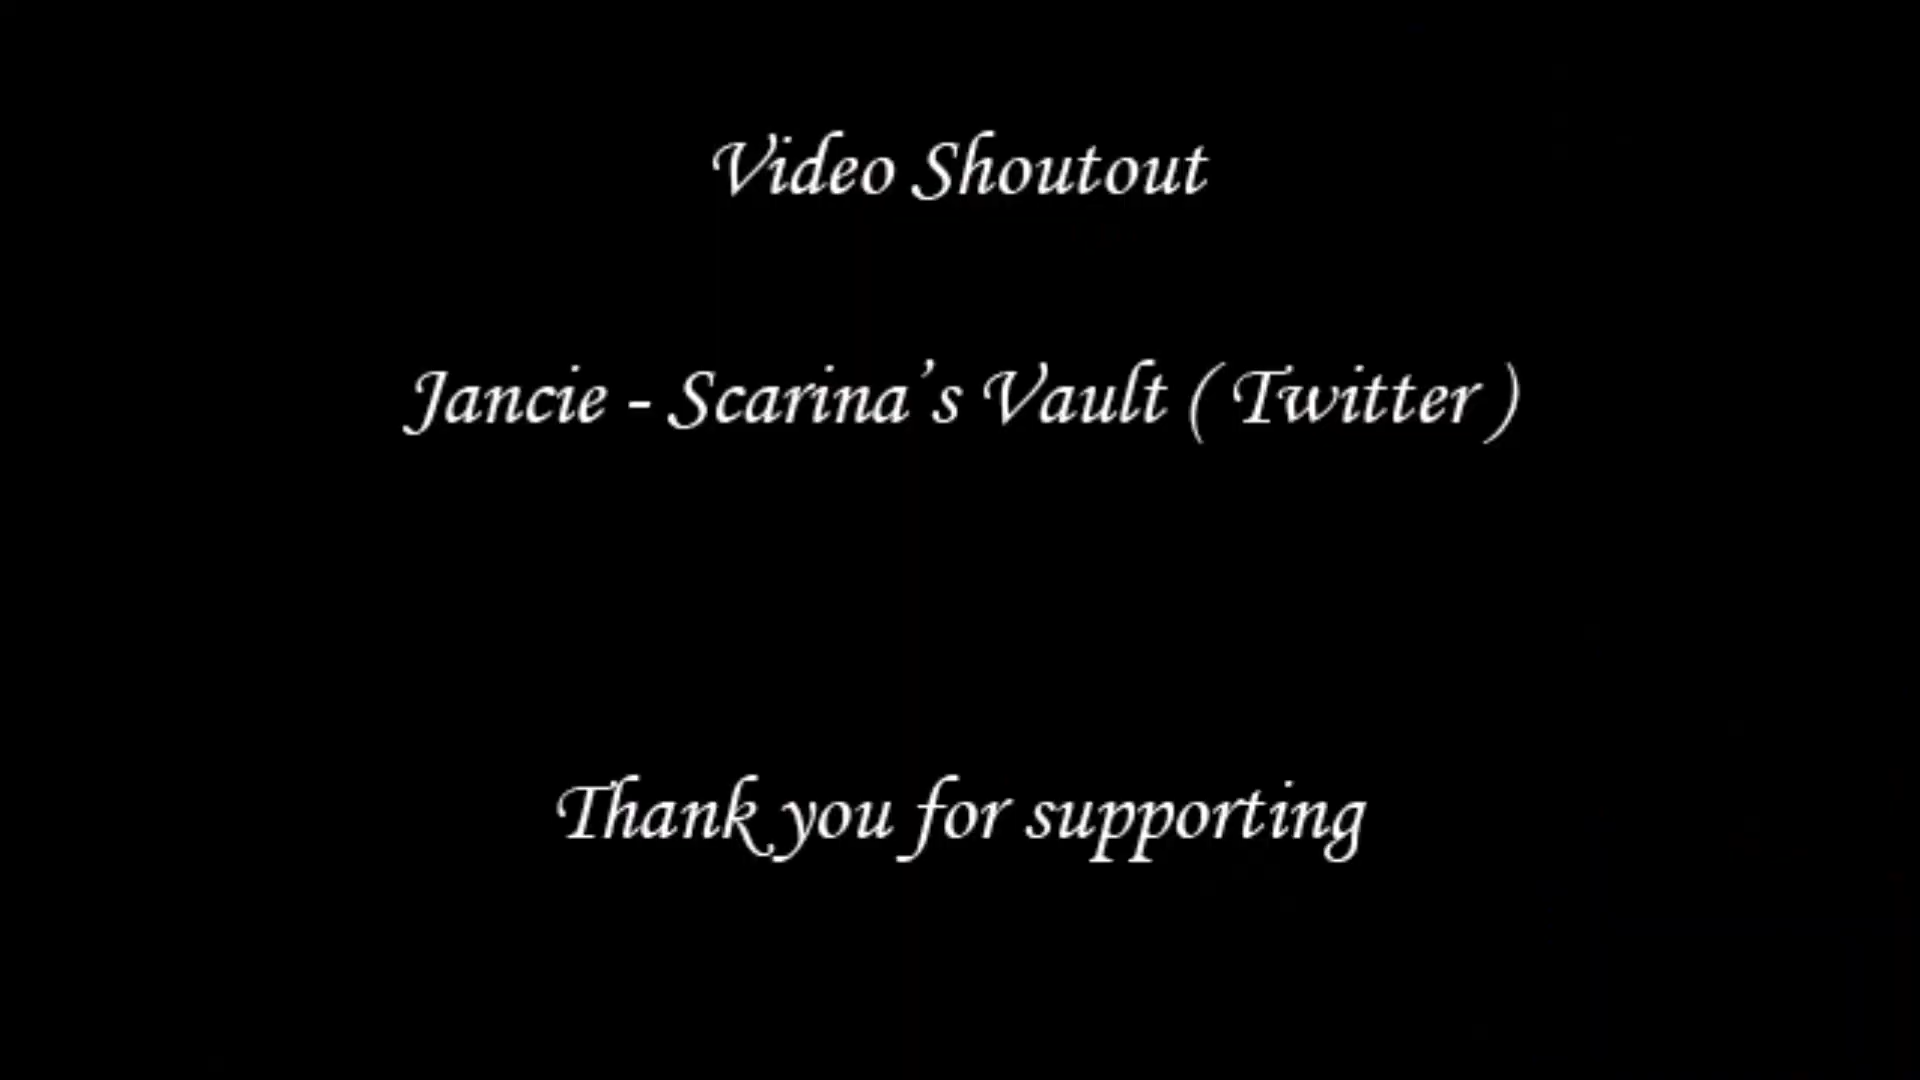 Video Shoutout
Jancie - Scarina's Vault ( Twitter )
Thank you for supporting